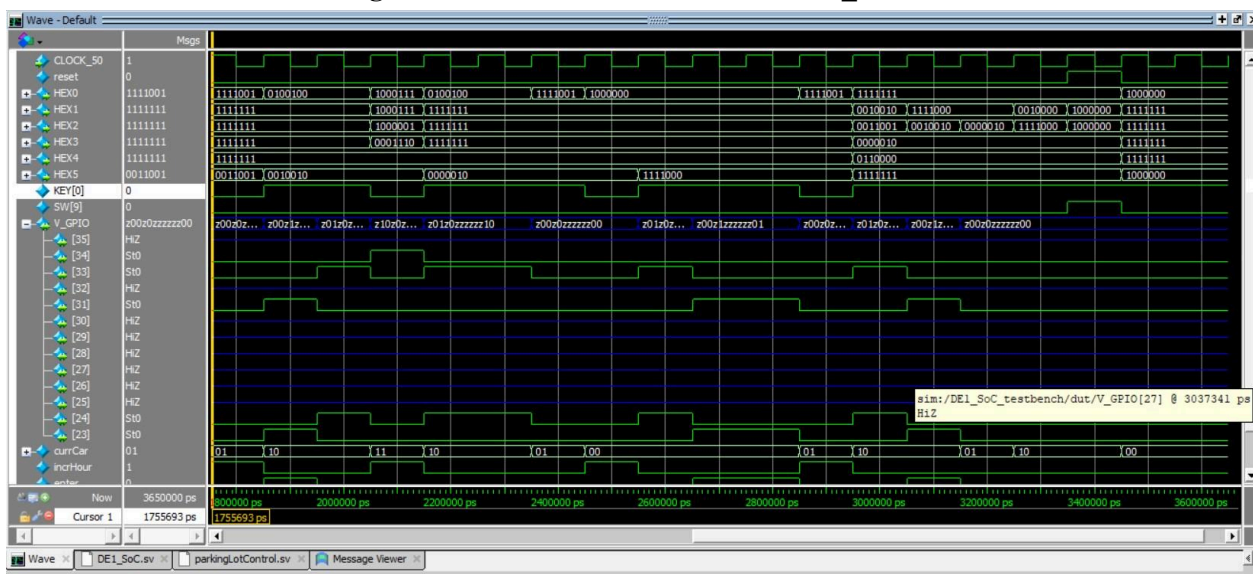 Wave - Default
Msgs
CLOCK_50 1
reset 0
HEX0 1111001 1111001 0100100 1000111 0100100 1111001 1000000 1111001 1111111 1000000
HEX1 1111111 1111111 1000111 1111111 0010010 1111000 0010000 1000000 1111111
HEX2 1111111 1111111 1000001 1111111 0011001 0010010 0000010 1111000 1000000 1111111
HEX3 1111111 1111111 0001110 1111111 0000010 1111111
HEX4 1111111 1111111 0110000 1111111
HEX5 0011001 0011001 0010010 0000010 1111000 1111111 1000000
KEY[0] 0
SW[9] 0
V_GPIO z00z0zzzzzz00 z00z0z... z00z1z... z01z0z... z10z0z... z01z0zzzzzz10 z00z0zzzzzz00 z01z0z... z00z1zzzzzz01 z00z0z... z01z0z... z00z1z... z00z0zzzzzz00
[35] HiZ
[34] St0
[33] St0
[32] HiZ
[31] St0
[30] HiZ
[29] HiZ
[28] HiZ
[27] HiZ
[26] HiZ
[25] HiZ
[24] St0
[23] St0
sim:/DE1_SoC_testbench/dut/V_GPIO[27] @ 3037341 ps
HiZ
currCar 01 01 10 11 10 01 00 01 10 01 10 00
incrHour 1
enter 0
Now 3650000 ps 2000000 ps 2200000 ps 2400000 ps 2600000 ps 2800000 ps 3000000 ps 3200000 ps 3400000 ps 3600000 ps
Cursor 1 1755693 ps 1755693 ps
Wave DE1_SoC.sv parkingLotControl.sv Message Viewer